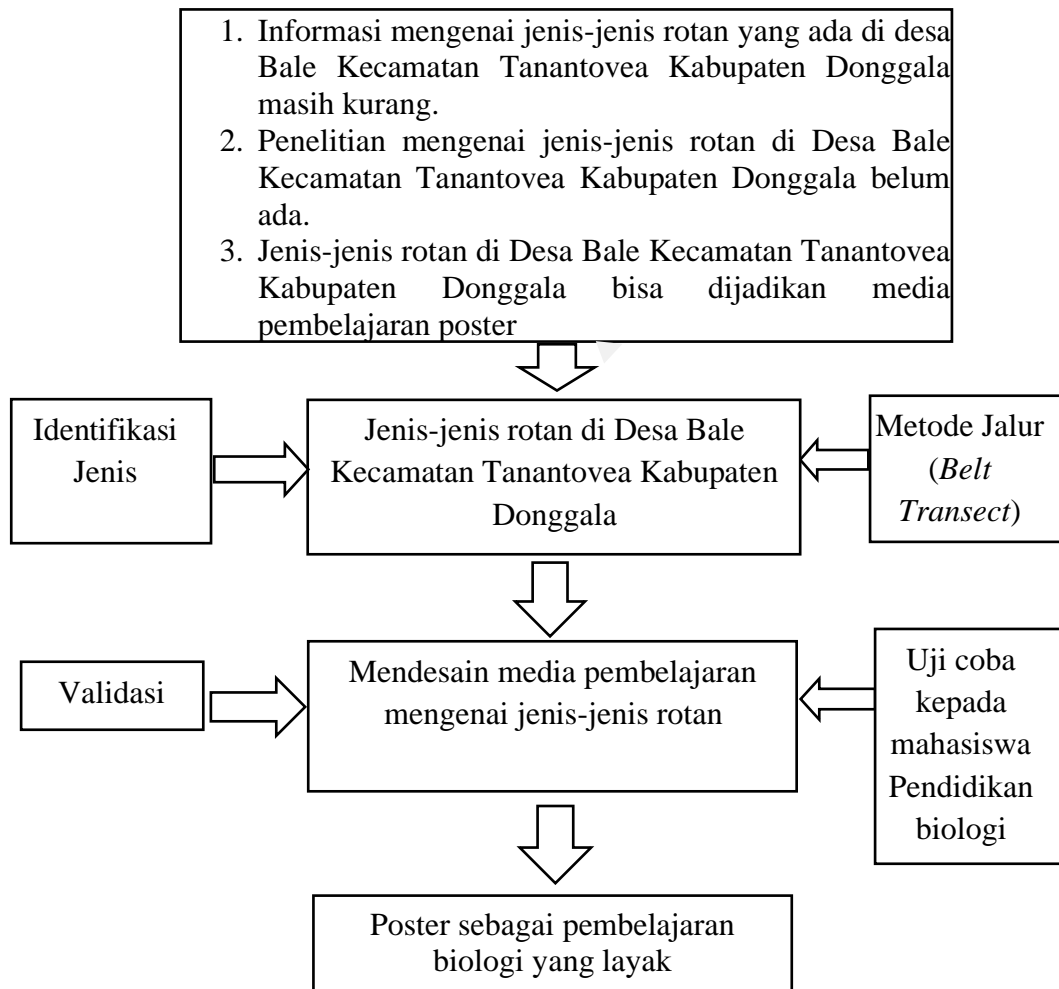 1. Informasi mengenai jenis-jenis rotan yang ada di desa
Bale Kecamatan Tanantovea Kabupaten Donggala
masih kurang.
2. Penelitian mengenai jenis-jenis rotan di Desa Bale
Kecamatan Tanantovea Kabupaten Donggala belum
ada.
3. Jenis-jenis rotan di Desa Bale Kecamatan Tanantovea
Kabupaten Donggala bisa dijadikan media
pembelajaran poster
Identifikasi
Jenis
Jenis-jenis rotan di Desa Bale
Kecamatan Tanantovea Kabupaten
Donggala
Metode Jalur
(Belt
Transect)
Validasi
Mendesain media pembelajaran
mengenai jenis-jenis rotan
Uji coba
kepada
mahasiswa
Pendidikan
biologi
Poster sebagai pembelajaran
biologi yang layak